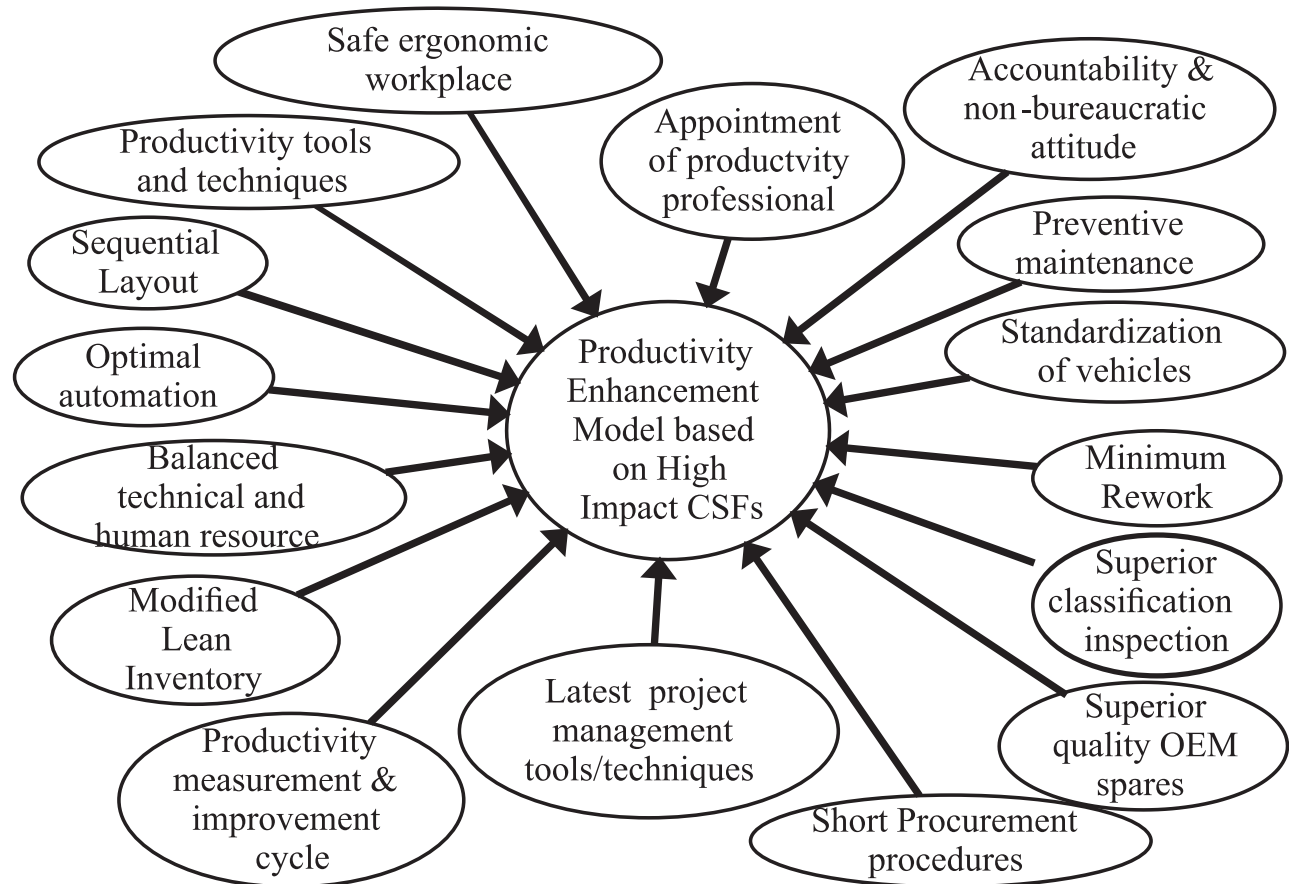 Safe ergonomic
workplace
Accountability &
non-bureaucratic
attitude
Appointment
of productvity
professional
Productivity tools
and techniques
Preventive
maintenance
Sequential
Layout
Standardization
of vehicles
Productivity
Enhancement
Model based
on High
Impact CSFs
Optimal
automation
Balanced
technical and
human resource
Minimum
Rework
Superior
classification
inspection
Modified
Lean
Inventory
Latest project
management
tools/techniques
Superior
quality OEM
spares
Productivity
measurement &
improvement
cycle
Short Procurement
procedures